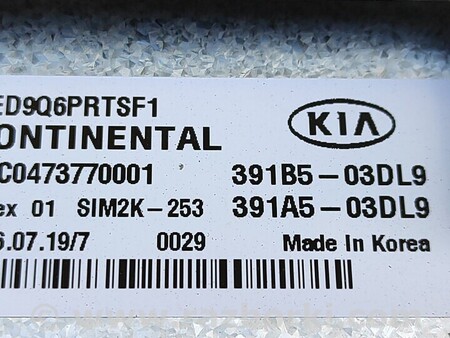 ED9Q6PRTSF1
ONTINENTAL
KIA
C0473770001 391B5-03DL9
ex 01 SIM2K-253 391A5-03DL9
6.07.19/7 0029 Made In Korea